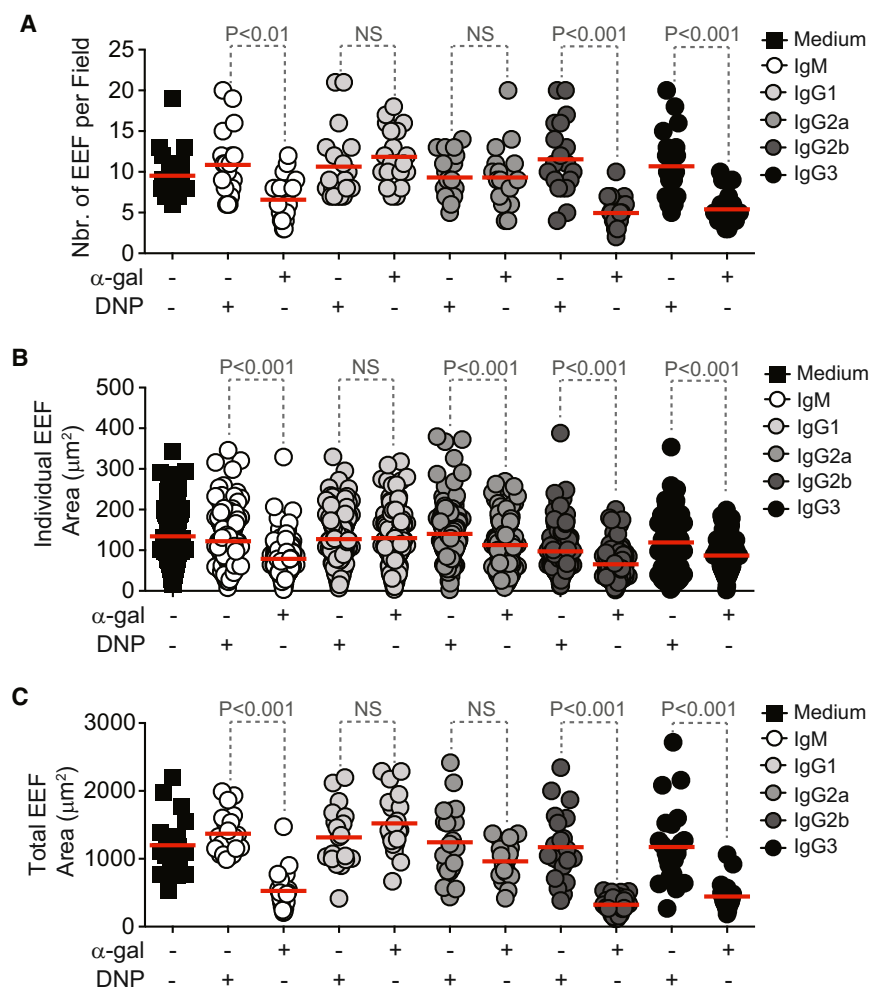 A
P<0.01 NS NS P<0.001 P<0.001
Nbr. of EEF per Field
25
20
15
10
5
0
Medium
IgM
IgG1
IgG2a
IgG2b
IgG3
α-gal - - + - + - + - + - +
DNP - + - + - + - + - + -
B
P<0.001 NS P<0.001 P<0.001 P<0.001
Individual EEF
Area (μm²)
500
400
300
200
100
0
Medium
IgM
IgG1
IgG2a
IgG2b
IgG3
α-gal - - + - + - + - + - +
DNP - + - + - + - + - + -
C
P<0.001 NS NS P<0.001 P<0.001
Total EEF
Area (μm²)
3000
2000
1000
0
Medium
IgM
IgG1
IgG2a
IgG2b
IgG3
α-gal - - + - + - + - + - +
DNP - + - + - + - + - + -